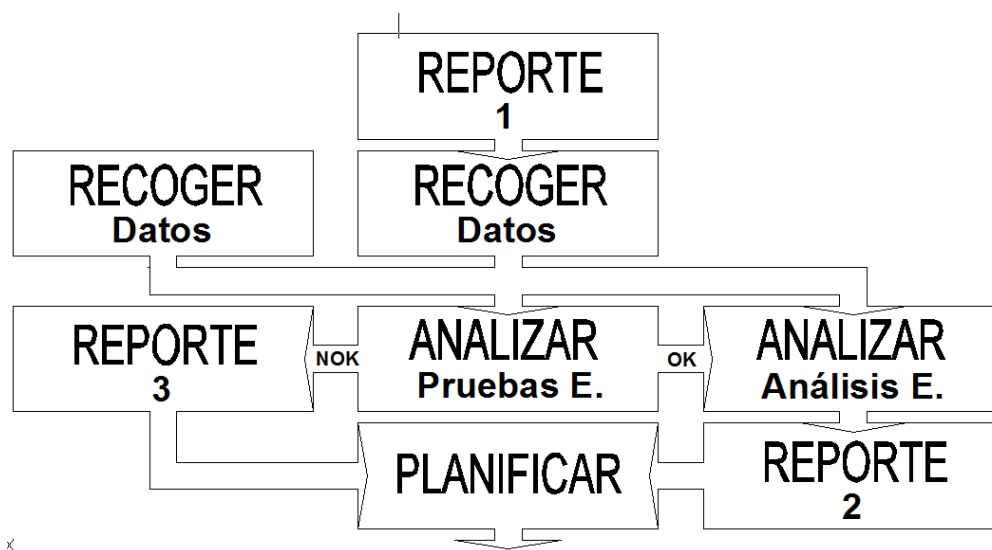 REPORTE
1
RECOGER
Datos
RECOGER
Datos
REPORTE
3
NOK
ANALIZAR
Pruebas E.
OK
ANALIZAR
Análisis E.
PLANIFICAR
REPORTE
2